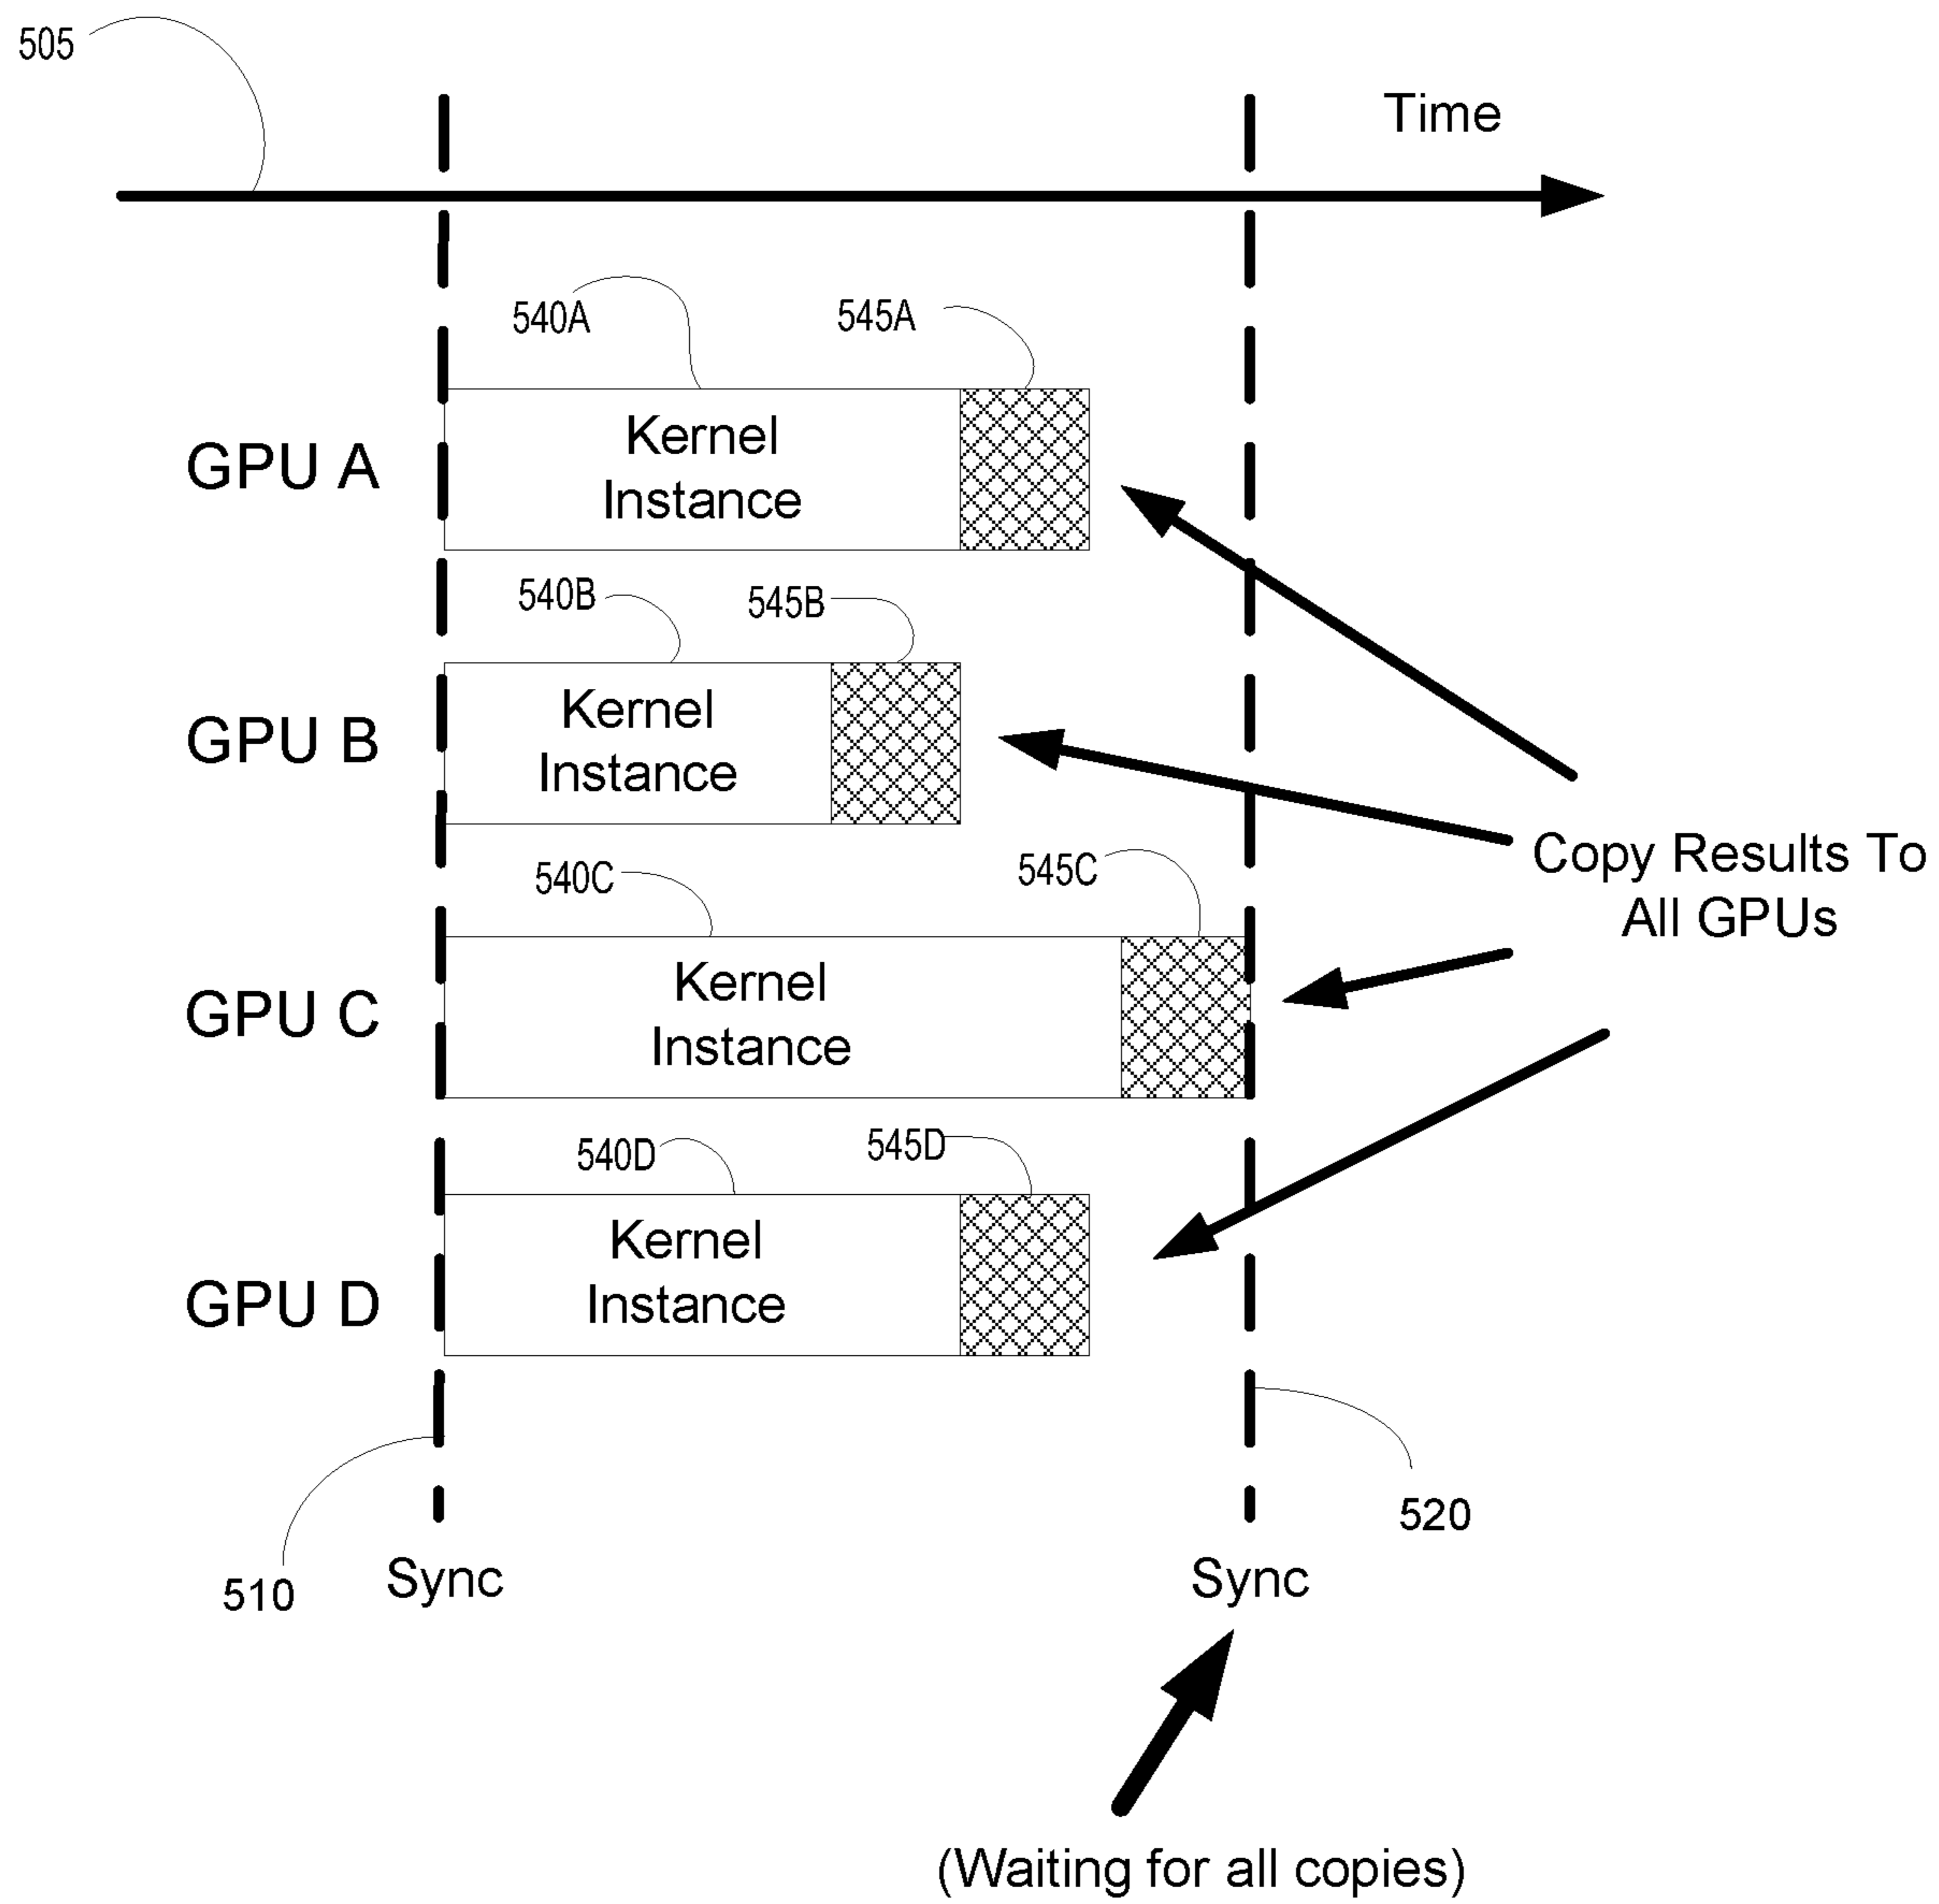 505
Time
540A
545A
GPU A
Kernel
Instance
540B
545B
GPU B
Kernel
Instance
540C
545C
Copy Results To
All GPUs
GPU C
Kernel
Instance
540D
545D
GPU D
Kernel
Instance
510
Sync
520
Sync
(Waiting for all copies)